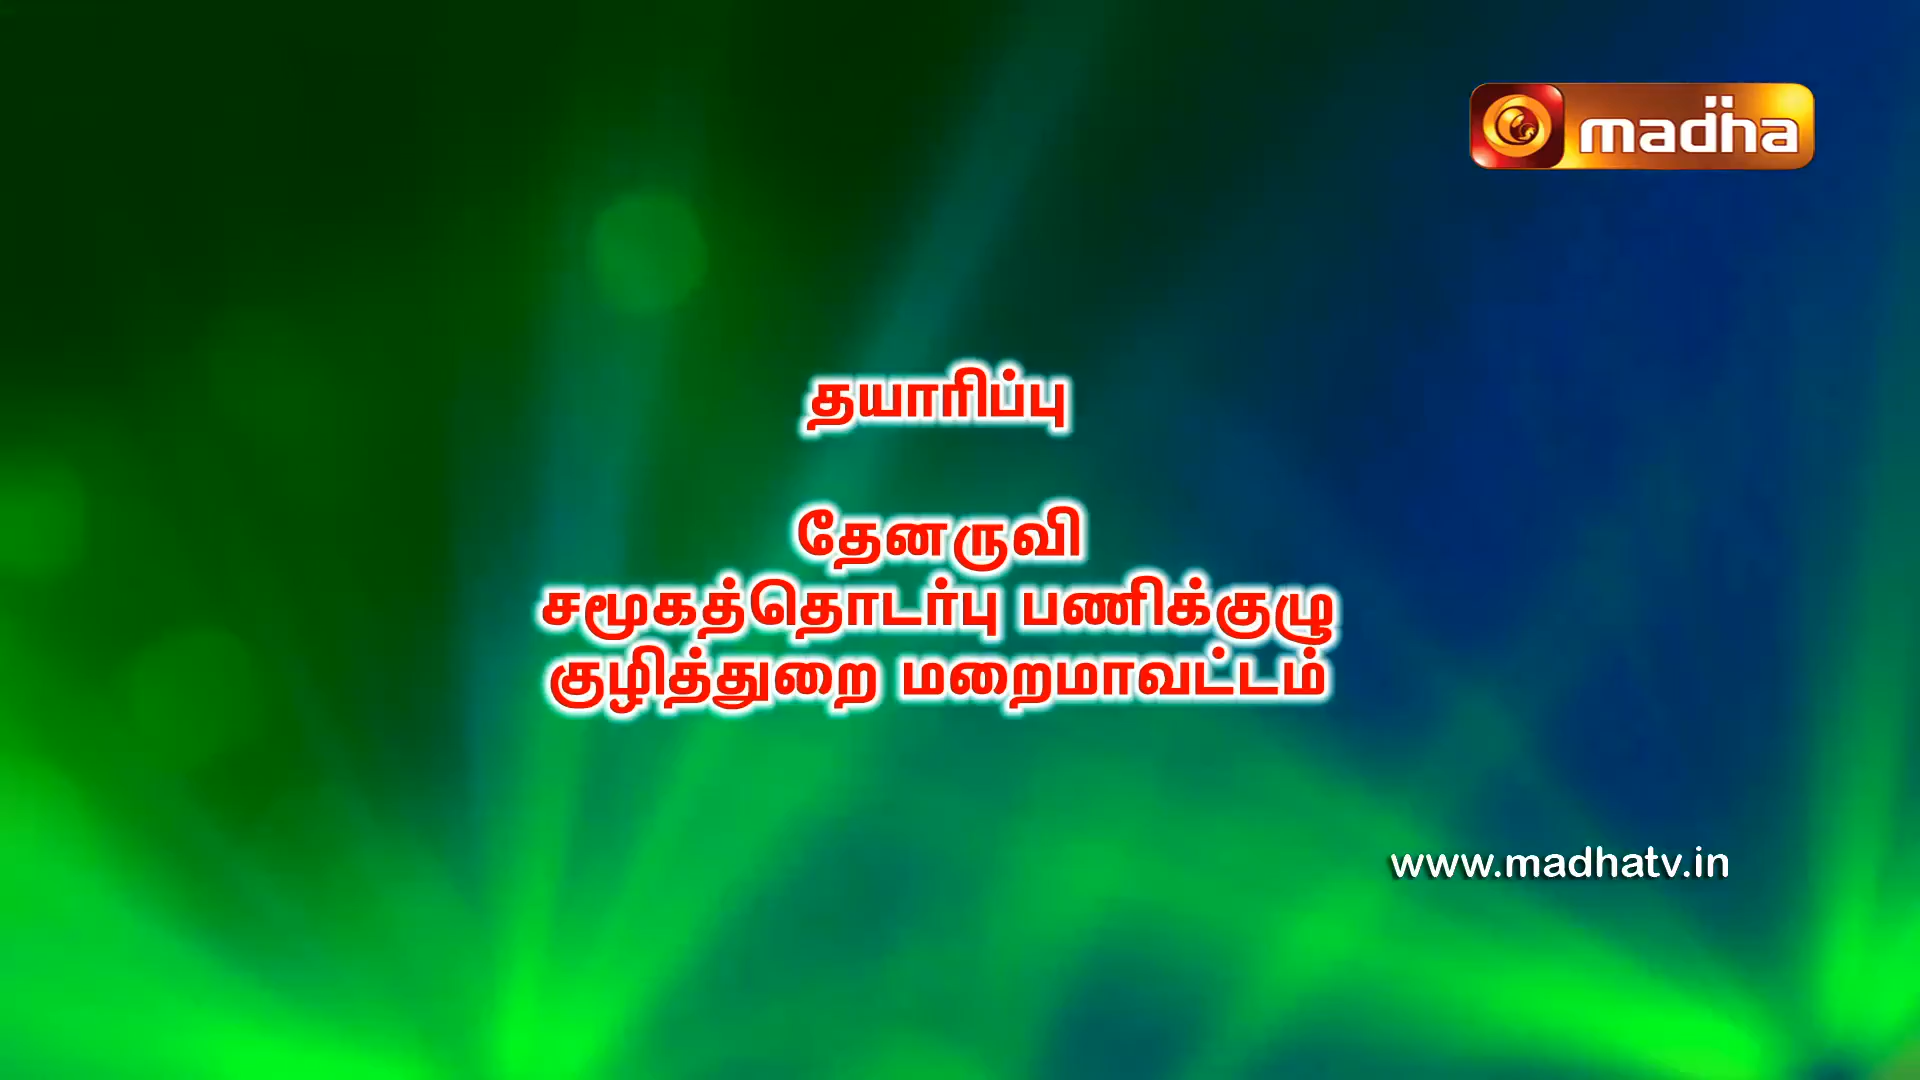 madha
தயாரிப்பு
தேனருவி
சமூகத்தொடர்பு பணிக்குழு
குழித்துறை மறைமாவட்டம்
www.madhatv.in